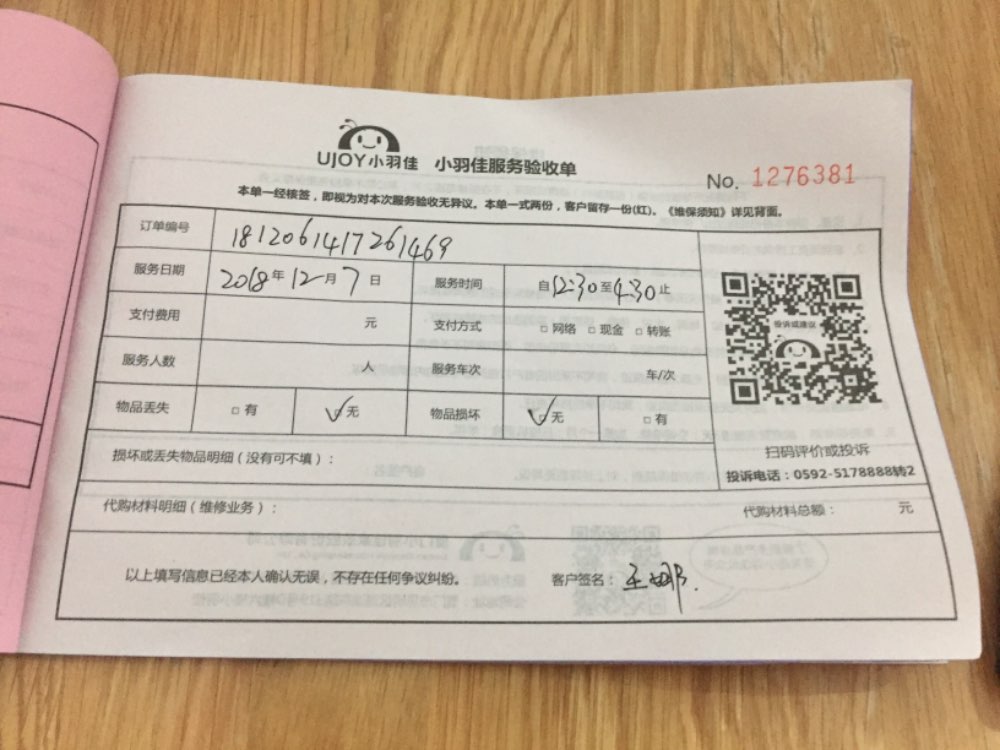 UJOY小羽佳 小羽佳服务验收单
No. 1276381
本单一经核签，即视为对本次服务验收无异议。本单一式两份，客户留存一份(红)。《维保须知》详见背面。
订单编号 1812061417261469
服务日期 2018年12月7日 服务时间 自12:30至4:30止
支付费用 元 支付方式 □网络 □现金 □转账
服务人数 人 服务车次 车/次
物品丢失 □有 ☑无 物品损坏 ☑无 □有
投诉或建议
扫码评价或投诉
投诉电话：0592-5178888转2
损坏或丢失物品明细（没有可不填）：
代购材料明细（维修业务）： 代购材料总额： 元
以上填写信息已经本人确认无误，不存在任何争议纠纷。 客户签名：王娜